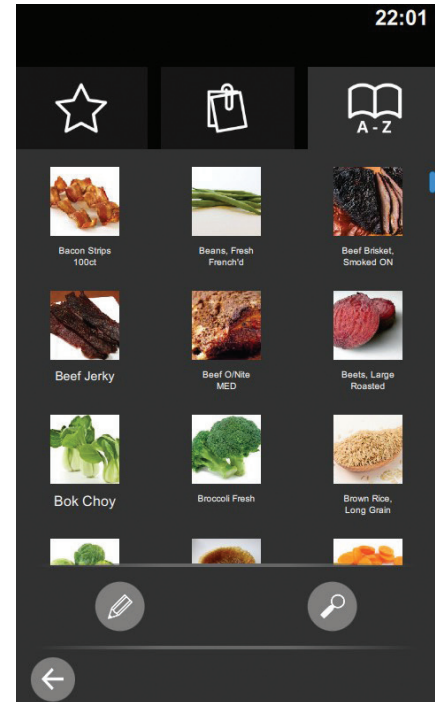 22:01
A - Z
Bacon Strips
100ct
Beans, Fresh
French'd
Beef Brisket,
Smoked ON
Beef Jerky
Beef O/Nite
MED
Beets, Large
Roasted
Bok Choy
Broccoli Fresh
Brown Rice,
Long Grain